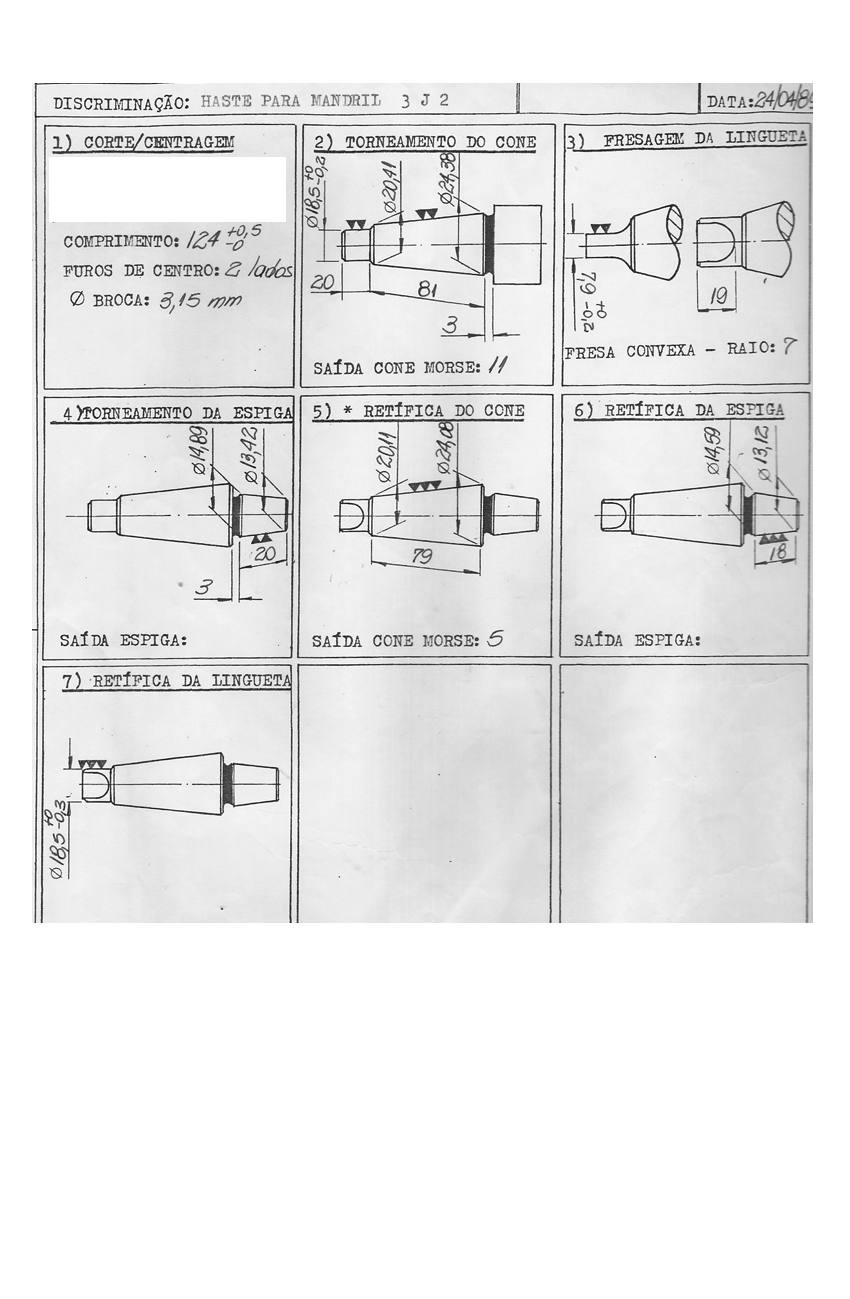 DISCRIMINAÇÃO: HASTE PARA MANDRIL 3 J 2
DATA: 24/04/8
1) CORTE/CENTRAGEM
COMPRIMENTO: 124 +0,5 -0
FUROS DE CENTRO: 2 lados
Ø BROCA: 3,15 mm
2) TORNEAMENTO DO CONE
Ø18,5 +0 -0,2
Ø20,41
Ø24,38
20
81
3
SAÍDA CONE MORSE: 11
3) FRESAGEM DA LINGUETA
7,9 +0 -0,2
19
FRESA CONVEXA - RAIO: 7
4) TORNEAMENTO DA ESPIGA
Ø14,89
Ø13,42
20
3
SAÍDA ESPIGA:
5) * RETÍFICA DO CONE
Ø20,11
Ø24,08
79
SAÍDA CONE MORSE: 5
6) RETÍFICA DA ESPIGA
Ø14,59
Ø13,12
18
SAÍDA ESPIGA:
7) RETÍFICA DA LINGUETA
Ø18,5 +0 -0,3